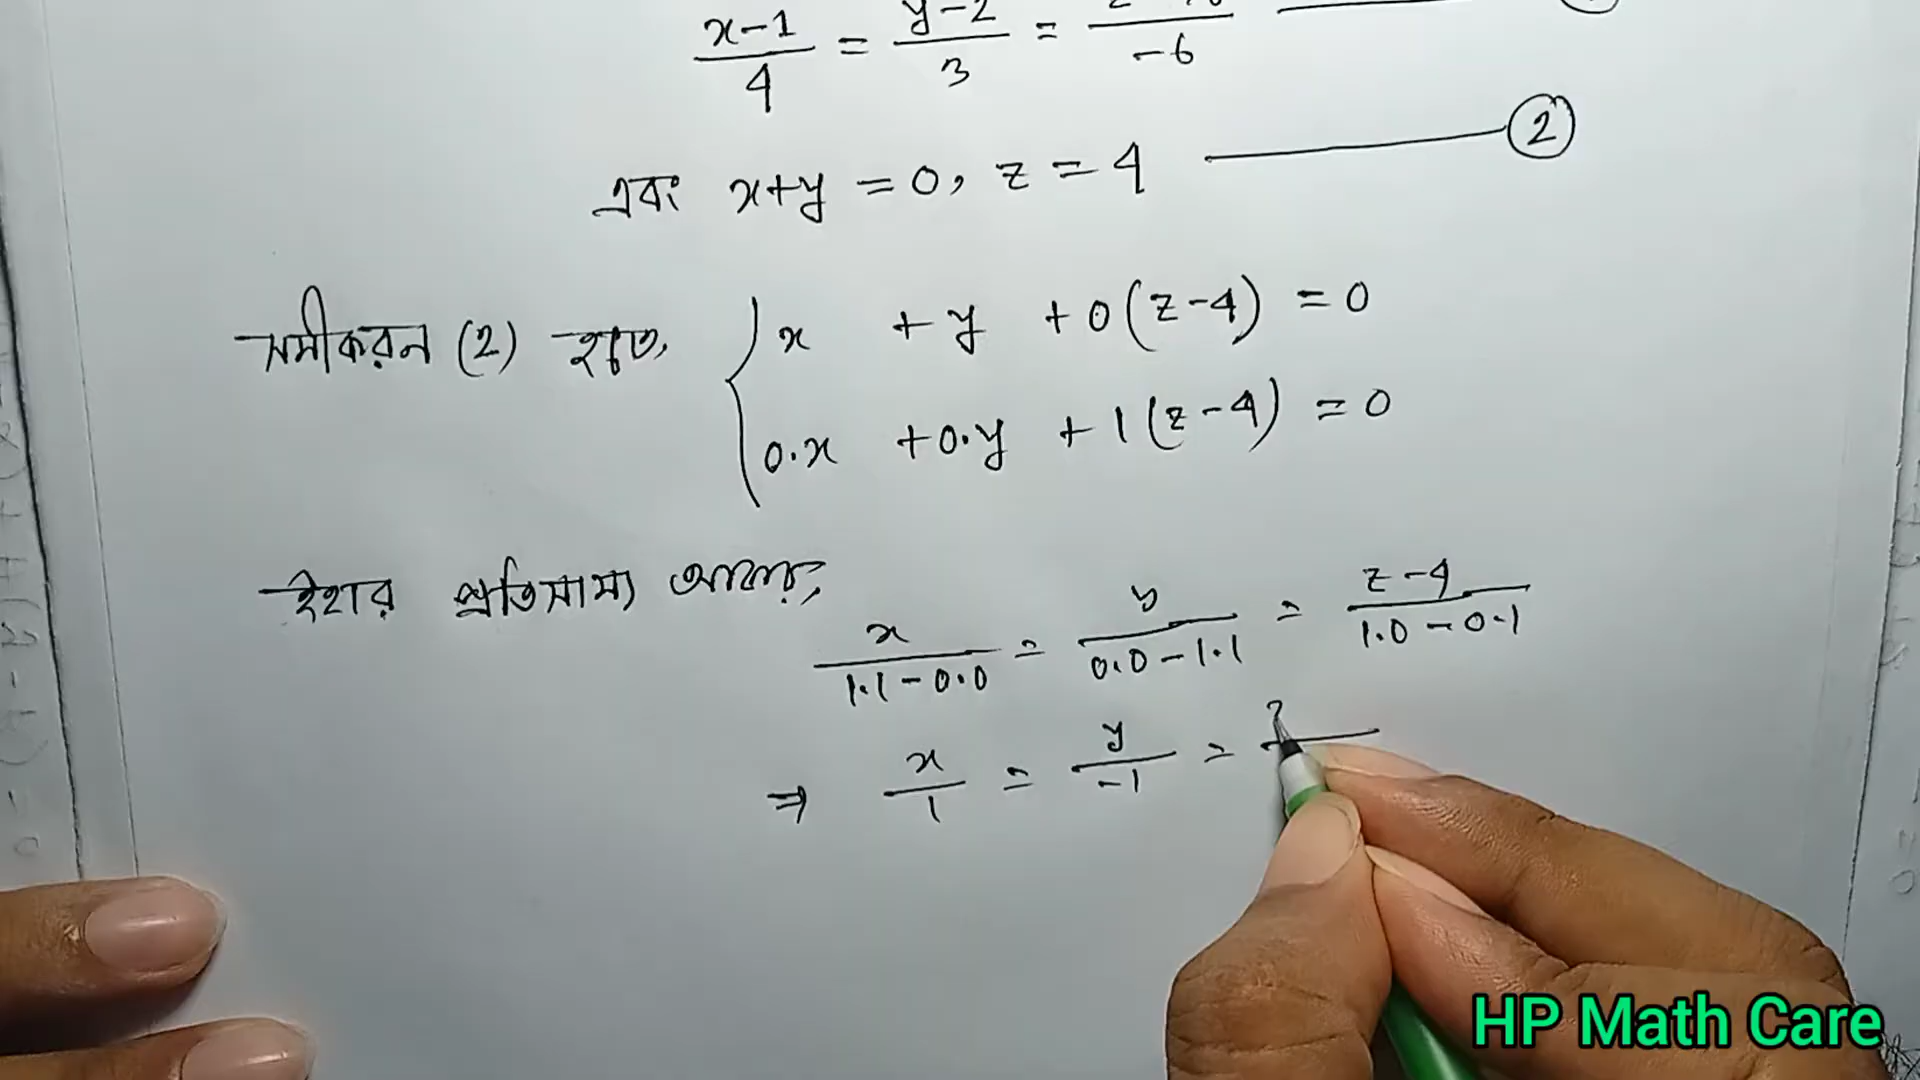 x-1/4 = y-2/3 = /-6
এবং x+y = 0, z = 4 ——— (2)
সমীকরন (2) হতে, { x + y + 0(z-4) = 0
0.x + 0.y + 1(z-4) = 0
ইহার প্রতিসাম্য আকার,
x/1.1-0.0 = y/0.0-1.1 = z-4/1.0-0.1
⇒ x/1 = y/-1 =
HP Math Care